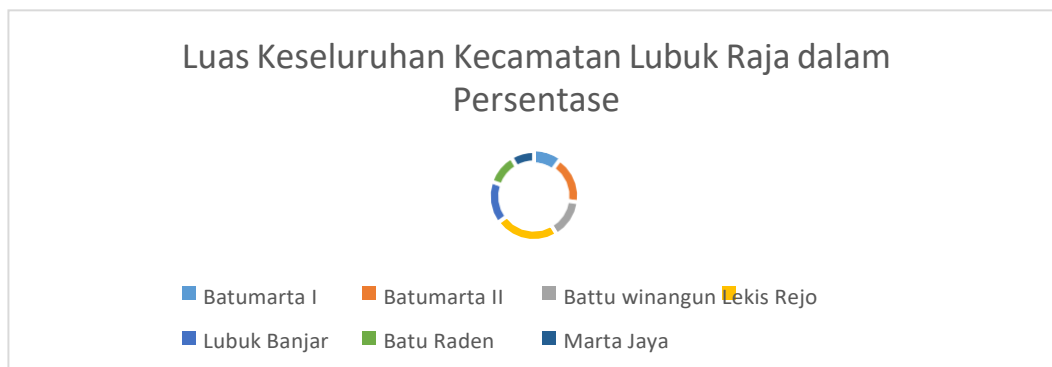 Luas Keseluruhan Kecamatan Lubuk Raja dalam
Persentase
Batumarta I Batumarta II Battu winangun Lekis Rejo
Lubuk Banjar Batu Raden Marta Jaya